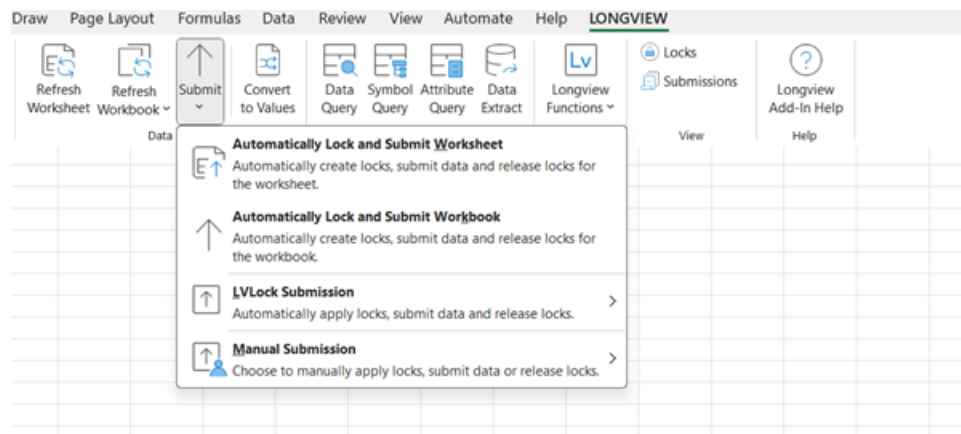 Draw Page Layout Formulas Data Review View Automate Help LONGVIEW
Refresh Worksheet
Refresh Workbook
Submit
Convert to Values
Data Query
Symbol Query
Attribute Query
Data Extract
Lv
Longview Functions
Locks
Submissions
?
Longview Add-In Help
Data
View
Help
Automatically Lock and Submit Worksheet
Automatically create locks, submit data and release locks for
the worksheet.
Automatically Lock and Submit Workbook
Automatically create locks, submit data and release locks for
the workbook.
LVLock Submission
Automatically apply locks, submit data and release locks.
Manual Submission
Choose to manually apply locks, submit data or release locks.